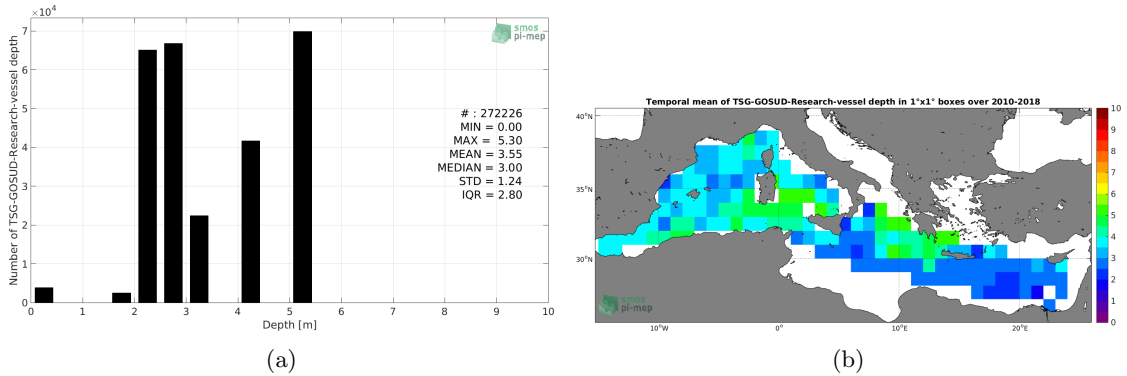 ×10⁴
7
6
5
4
3
2
1
0
Number of TSG-GOSUD-Research-vessel depth
smos
pi-mep
# : 272226
MIN = 0.00
MAX = 5.30
MEAN = 3.55
MEDIAN = 3.00
STD = 1.24
IQR = 2.80
0 1 2 3 4 5 6 7 8 9 10
Depth [m]
(a)
Temporal mean of TSG-GOSUD-Research-vessel depth in 1°x1° boxes over 2010-2018
40°N
35°N
30°N
10°W 0° 10°E 20°E
smos
pi-mep
10
9
8
7
6
5
4
3
2
1
0
(b)